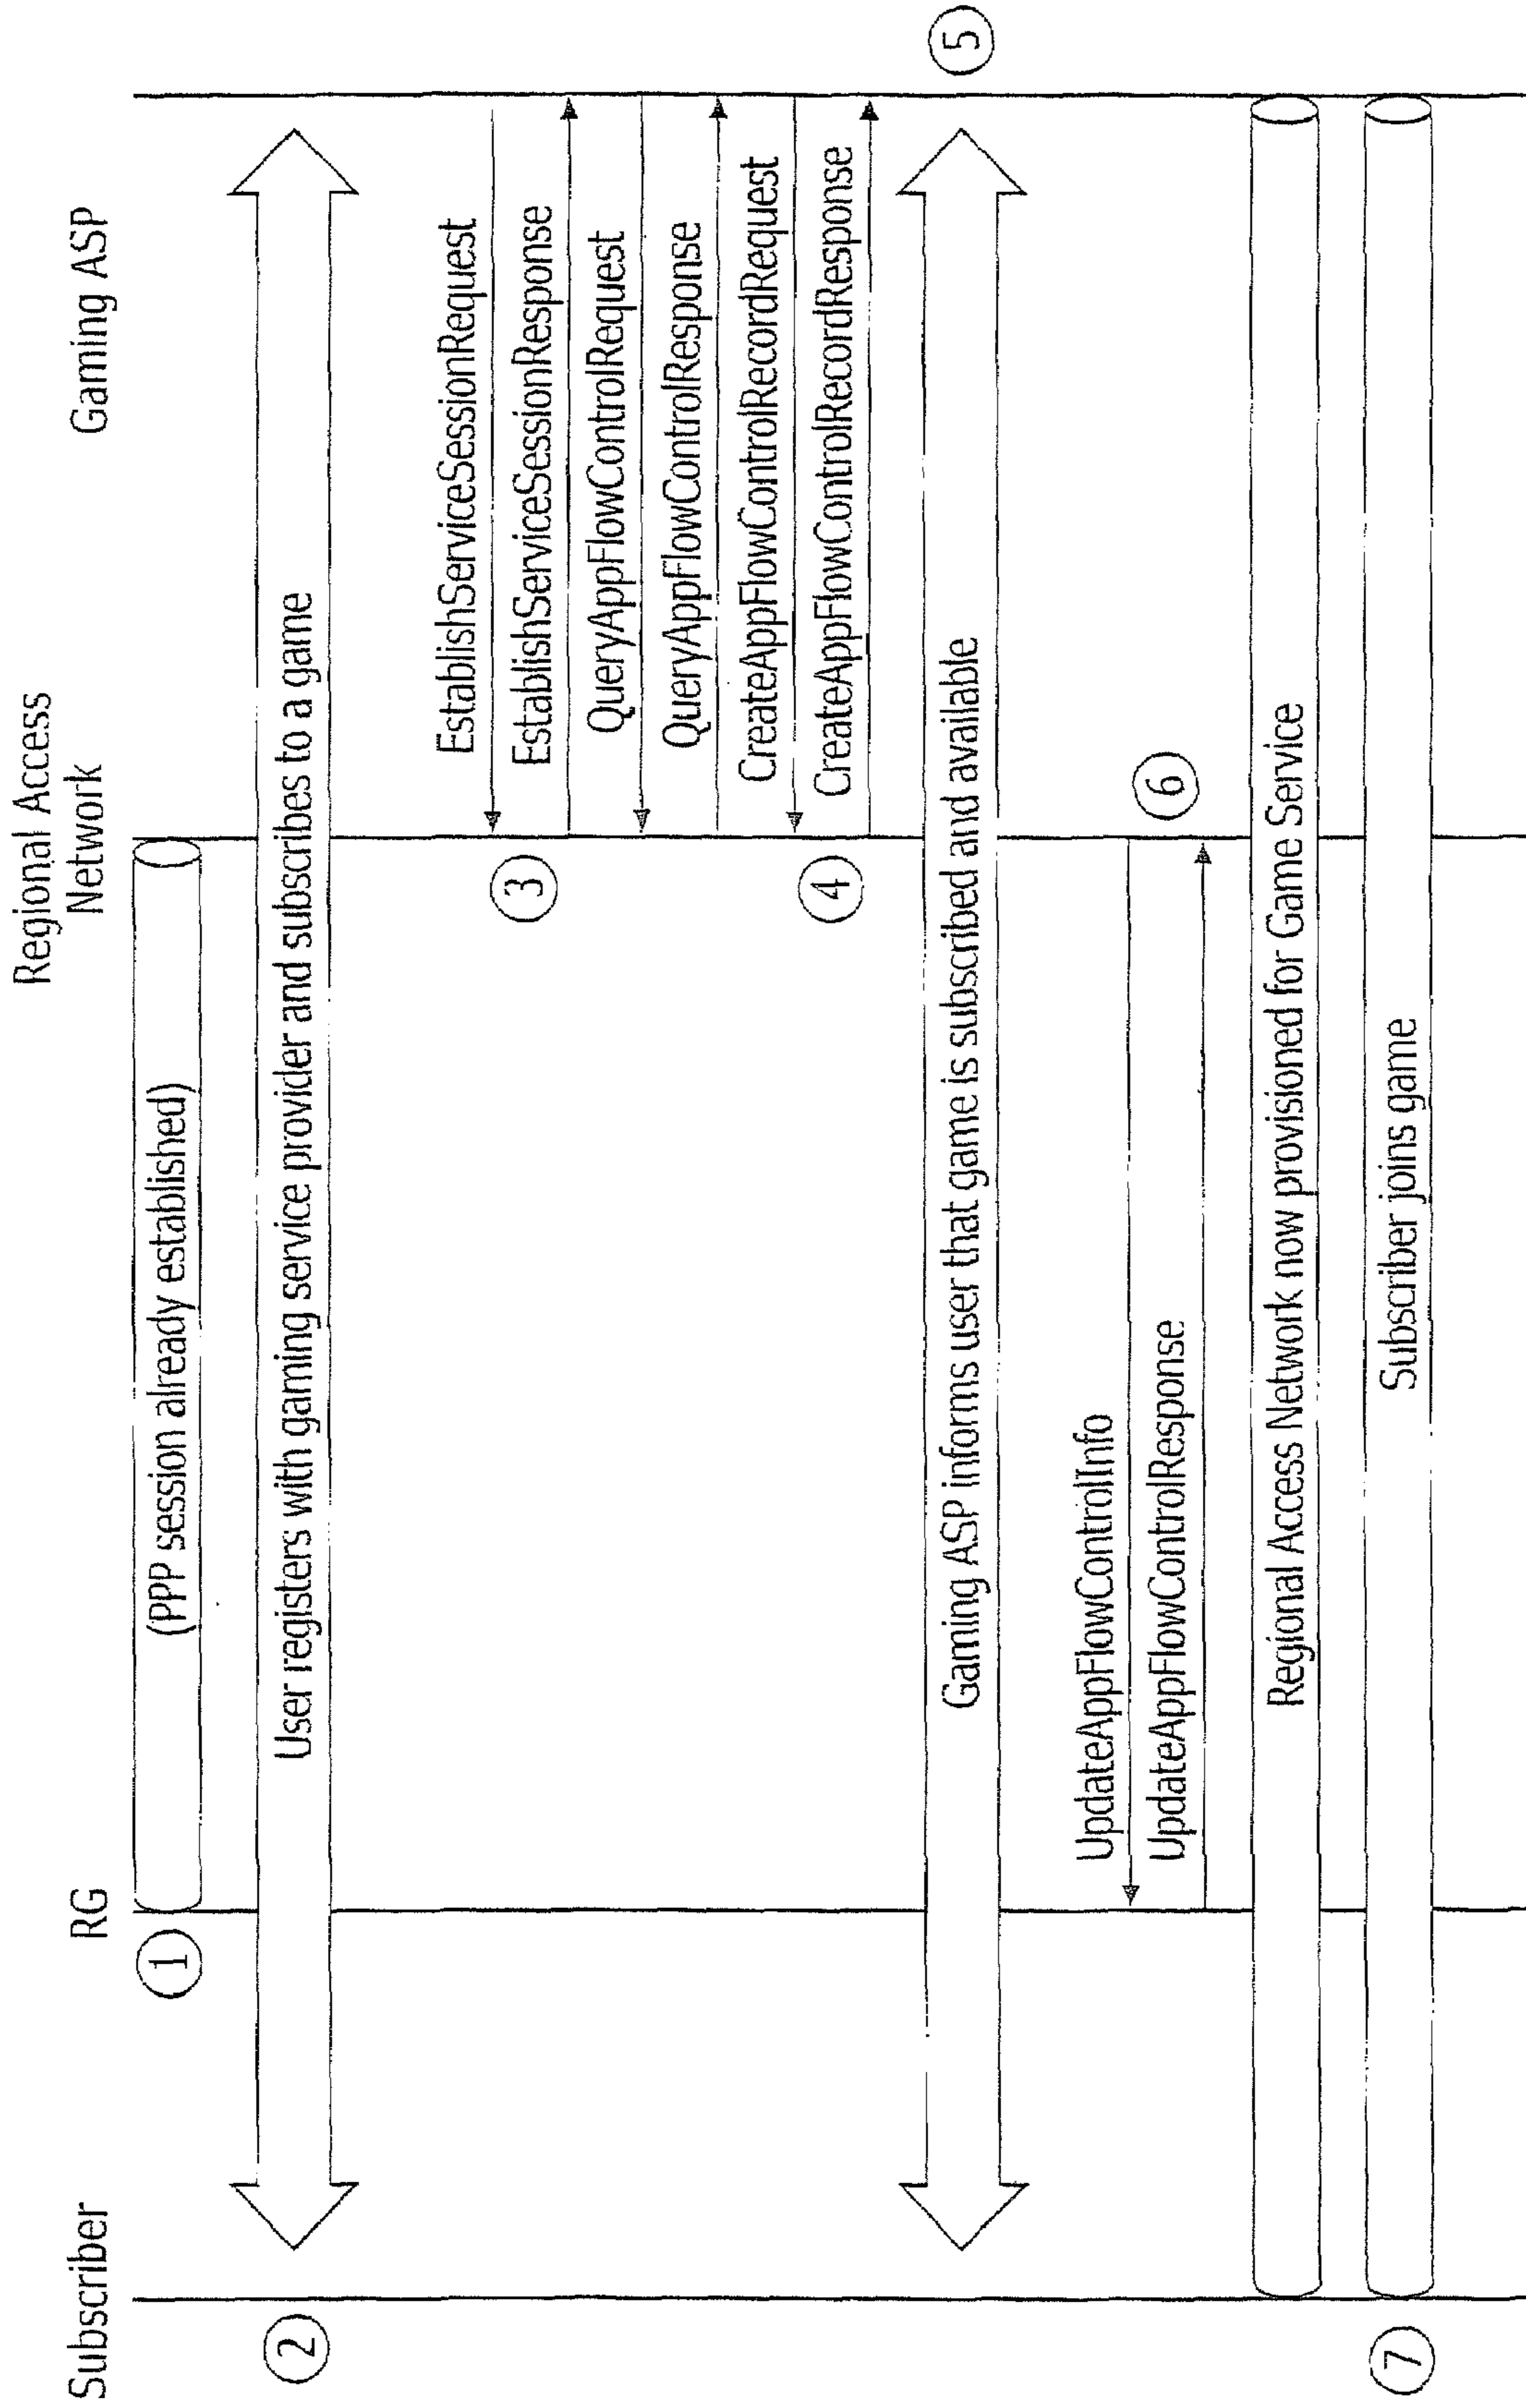 Subscriber
RG
Regional Access
Network
Gaming ASP
1
(PPP session already established)
2
User registers with gaming service provider and subscribes to a game
EstablishServiceSessionRequest
3
EstablishServiceSessionResponse
QueryAppFlowControlRequest
QueryAppFlowControlResponse
CreateAppFlowControlRecordRequest
4
CreateAppFlowControlRecordResponse
Gaming ASP informs user that game is subscribed and available
5
UpdateAppFlowControlInfo
6
UpdateAppFlowControlResponse
Regional Access Network now provisioned for Game Service
7
Subscriber joins game